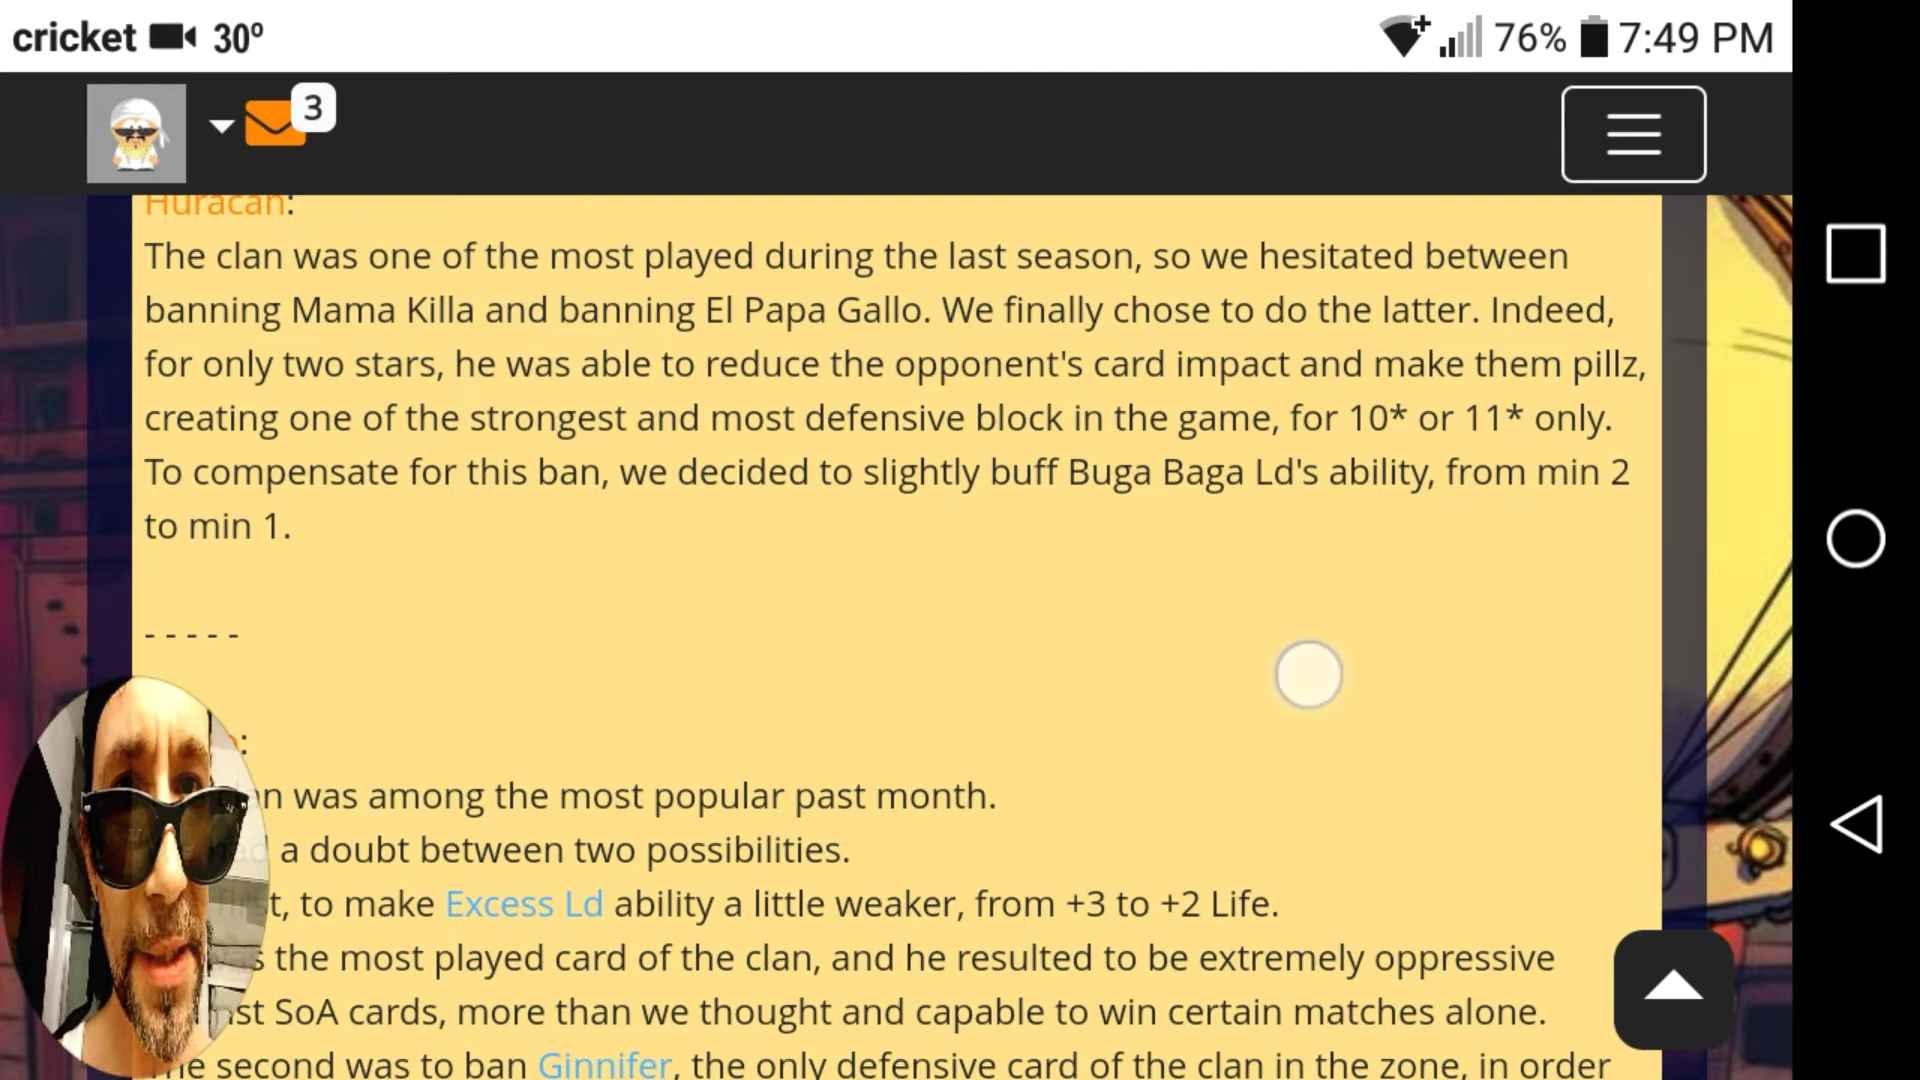 cricket 30° 76% 7:49 PM
3
Huracan:
The clan was one of the most played during the last season, so we hesitated between
banning Mama Killa and banning El Papa Gallo. We finally chose to do the latter. Indeed,
for only two stars, he was able to reduce the opponent's card impact and make them pillz,
creating one of the strongest and most defensive block in the game, for 10* or 11* only.
To compensate for this ban, we decided to slightly buff Buga Baga Ld's ability, from min 2
to min 1.
- - - - -
:
was among the most popular past month.
a doubt between two possibilities.
to make Excess Ld ability a little weaker, from +3 to +2 Life.
the most played card of the clan, and he resulted to be extremely oppressive
SoA cards, more than we thought and capable to win certain matches alone.
second was to ban Ginnifer, the only defensive card of the clan in the zone, in order